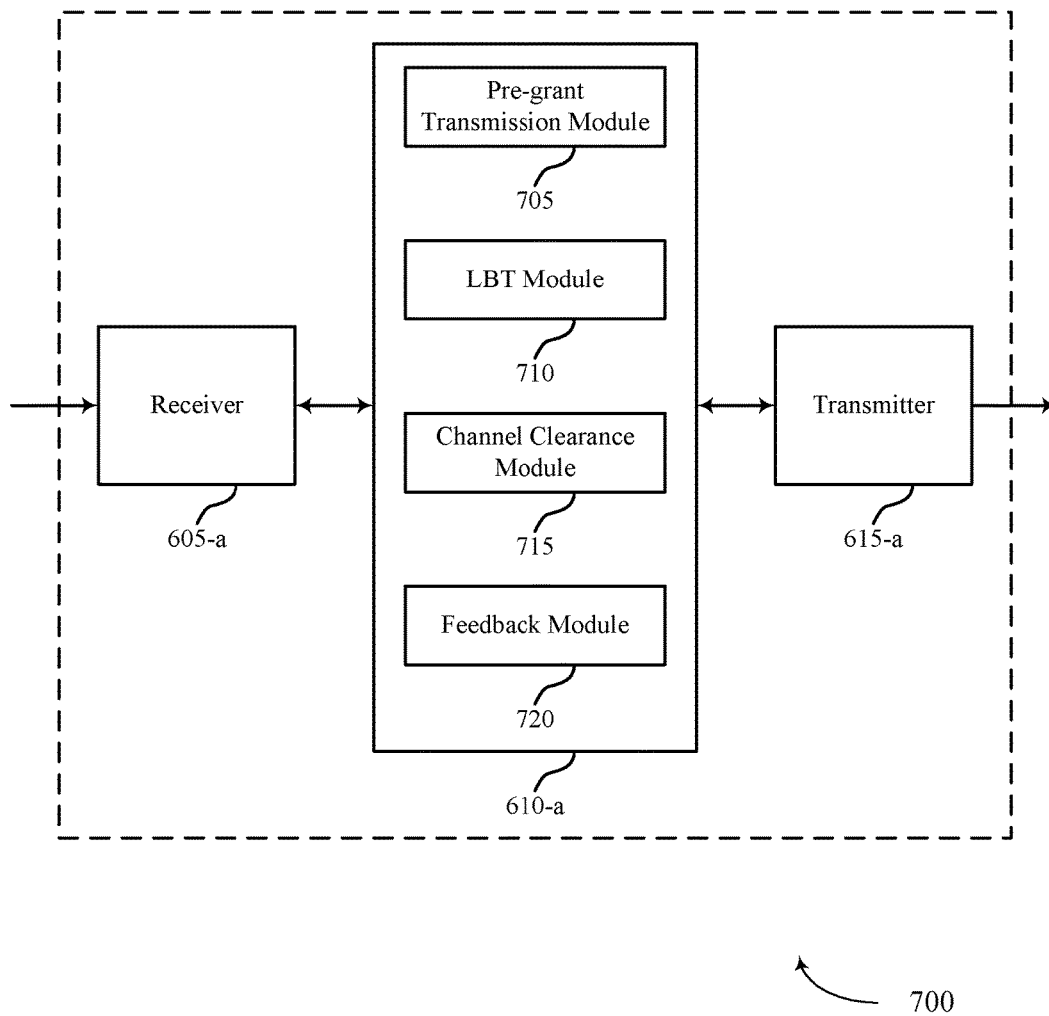 Pre-grant
Transmission Module
705
LBT Module
710
Receiver
605-a
Channel Clearance
Module
715
Transmitter
615-a
Feedback Module
720
610-a
700